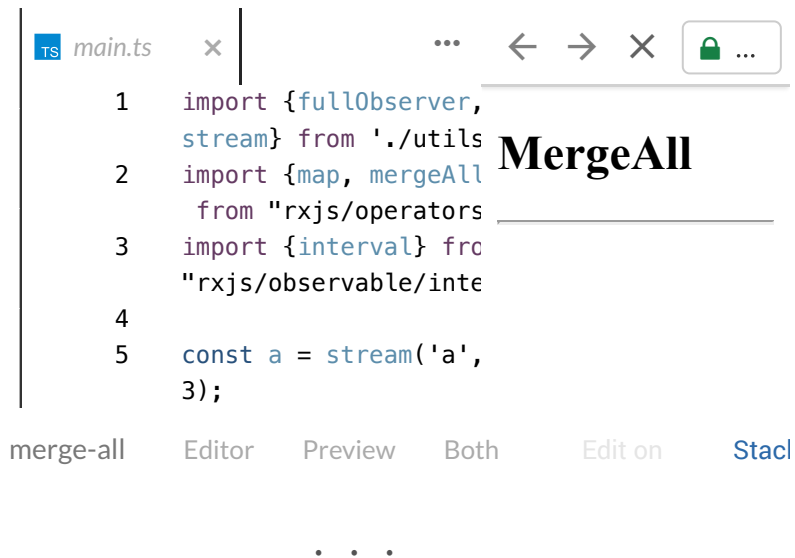 TS main.ts × ... ← → × ...
1 import {fullObserver,
stream} from './utils
2 import {map, mergeAll
from "rxjs/operators
3 import {interval} fro
"rxjs/observable/inte
4
5 const a = stream('a',
3);
MergeAll
merge-all Editor Preview Both Edit on Stack
. . .